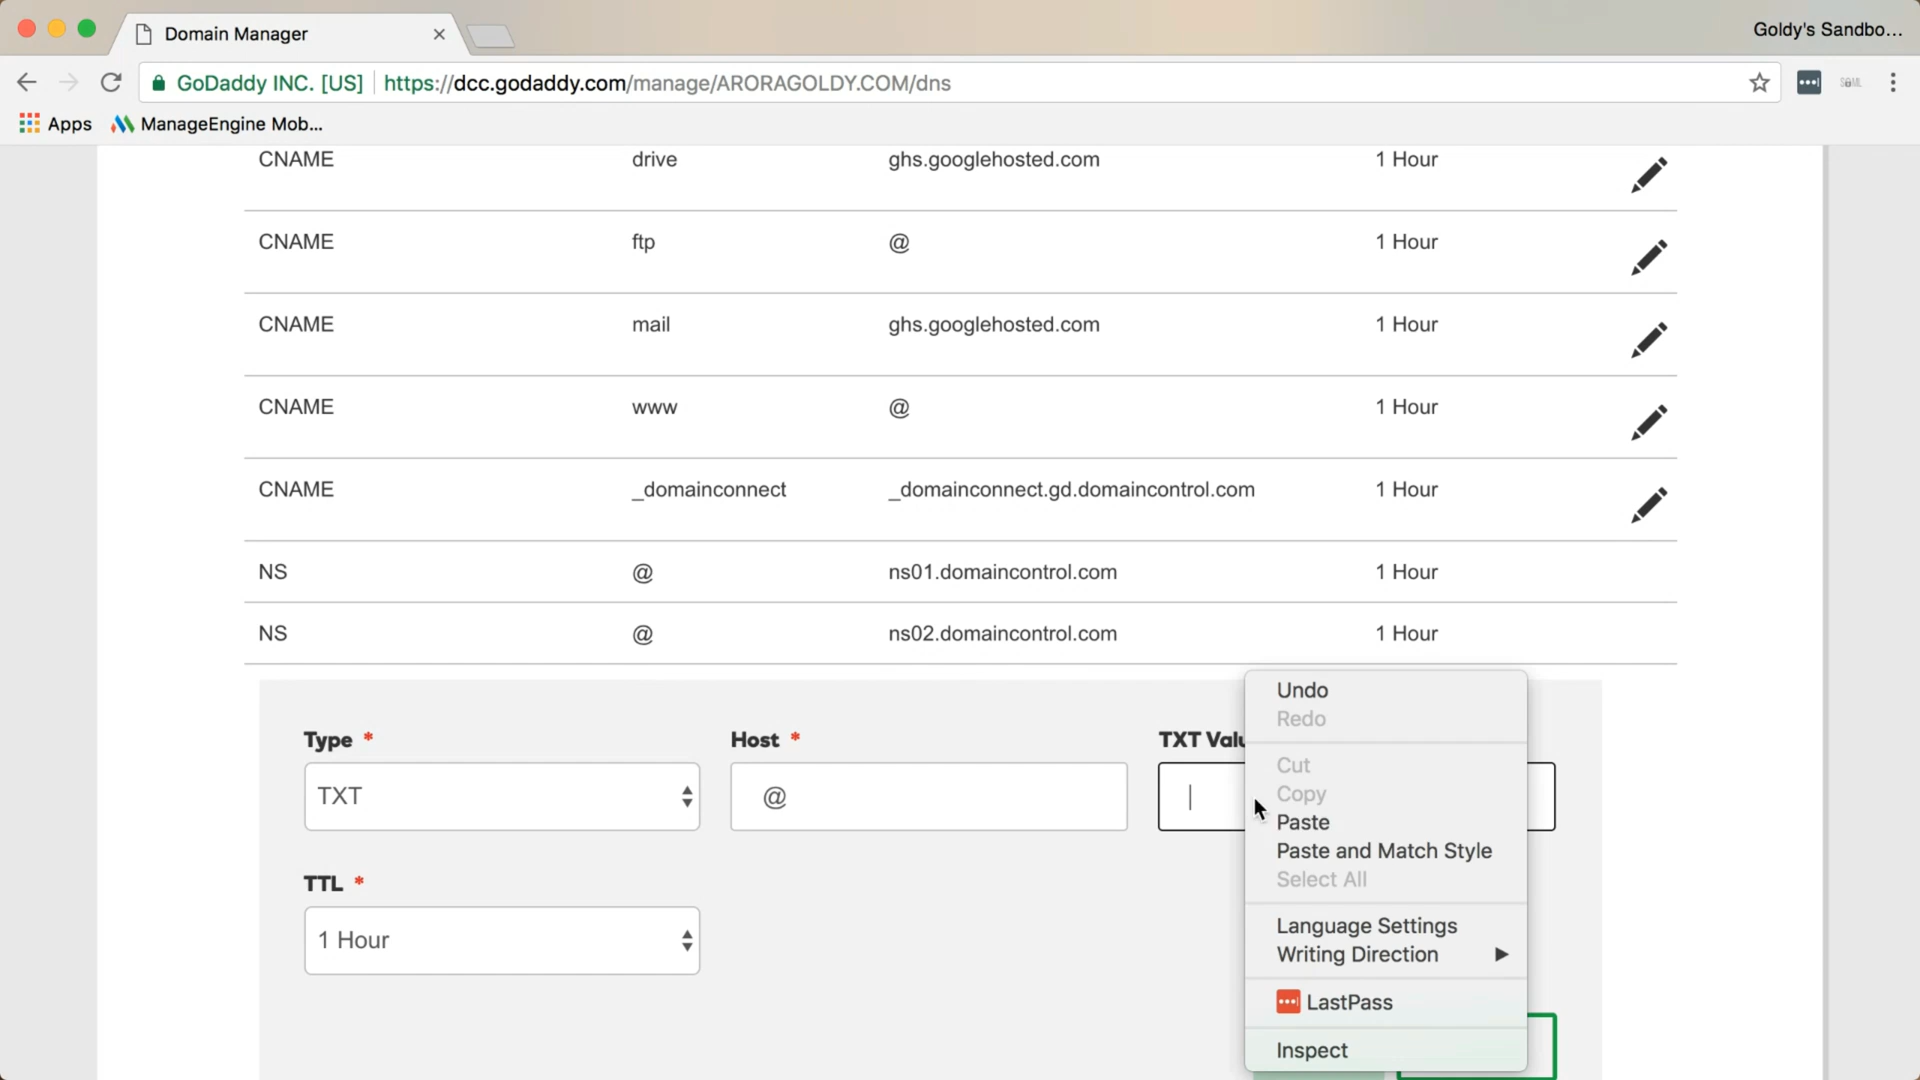 Domain Manager
Goldy's Sandbo...
GoDaddy INC. [US] https://dcc.godaddy.com/manage/ARORAGOLDY.COM/dns
Apps ManageEngine Mob...
CNAME drive ghs.googlehosted.com 1 Hour
CNAME ftp @ 1 Hour
CNAME mail ghs.googlehosted.com 1 Hour
CNAME www @ 1 Hour
CNAME _domainconnect _domainconnect.gd.domaincontrol.com 1 Hour
NS @ ns01.domaincontrol.com 1 Hour
NS @ ns02.domaincontrol.com 1 Hour
Type * Host * TXT Valu
TXT @
TTL *
1 Hour
Undo
Redo
Cut
Copy
Paste
Paste and Match Style
Select All
Language Settings
Writing Direction
LastPass
Inspect